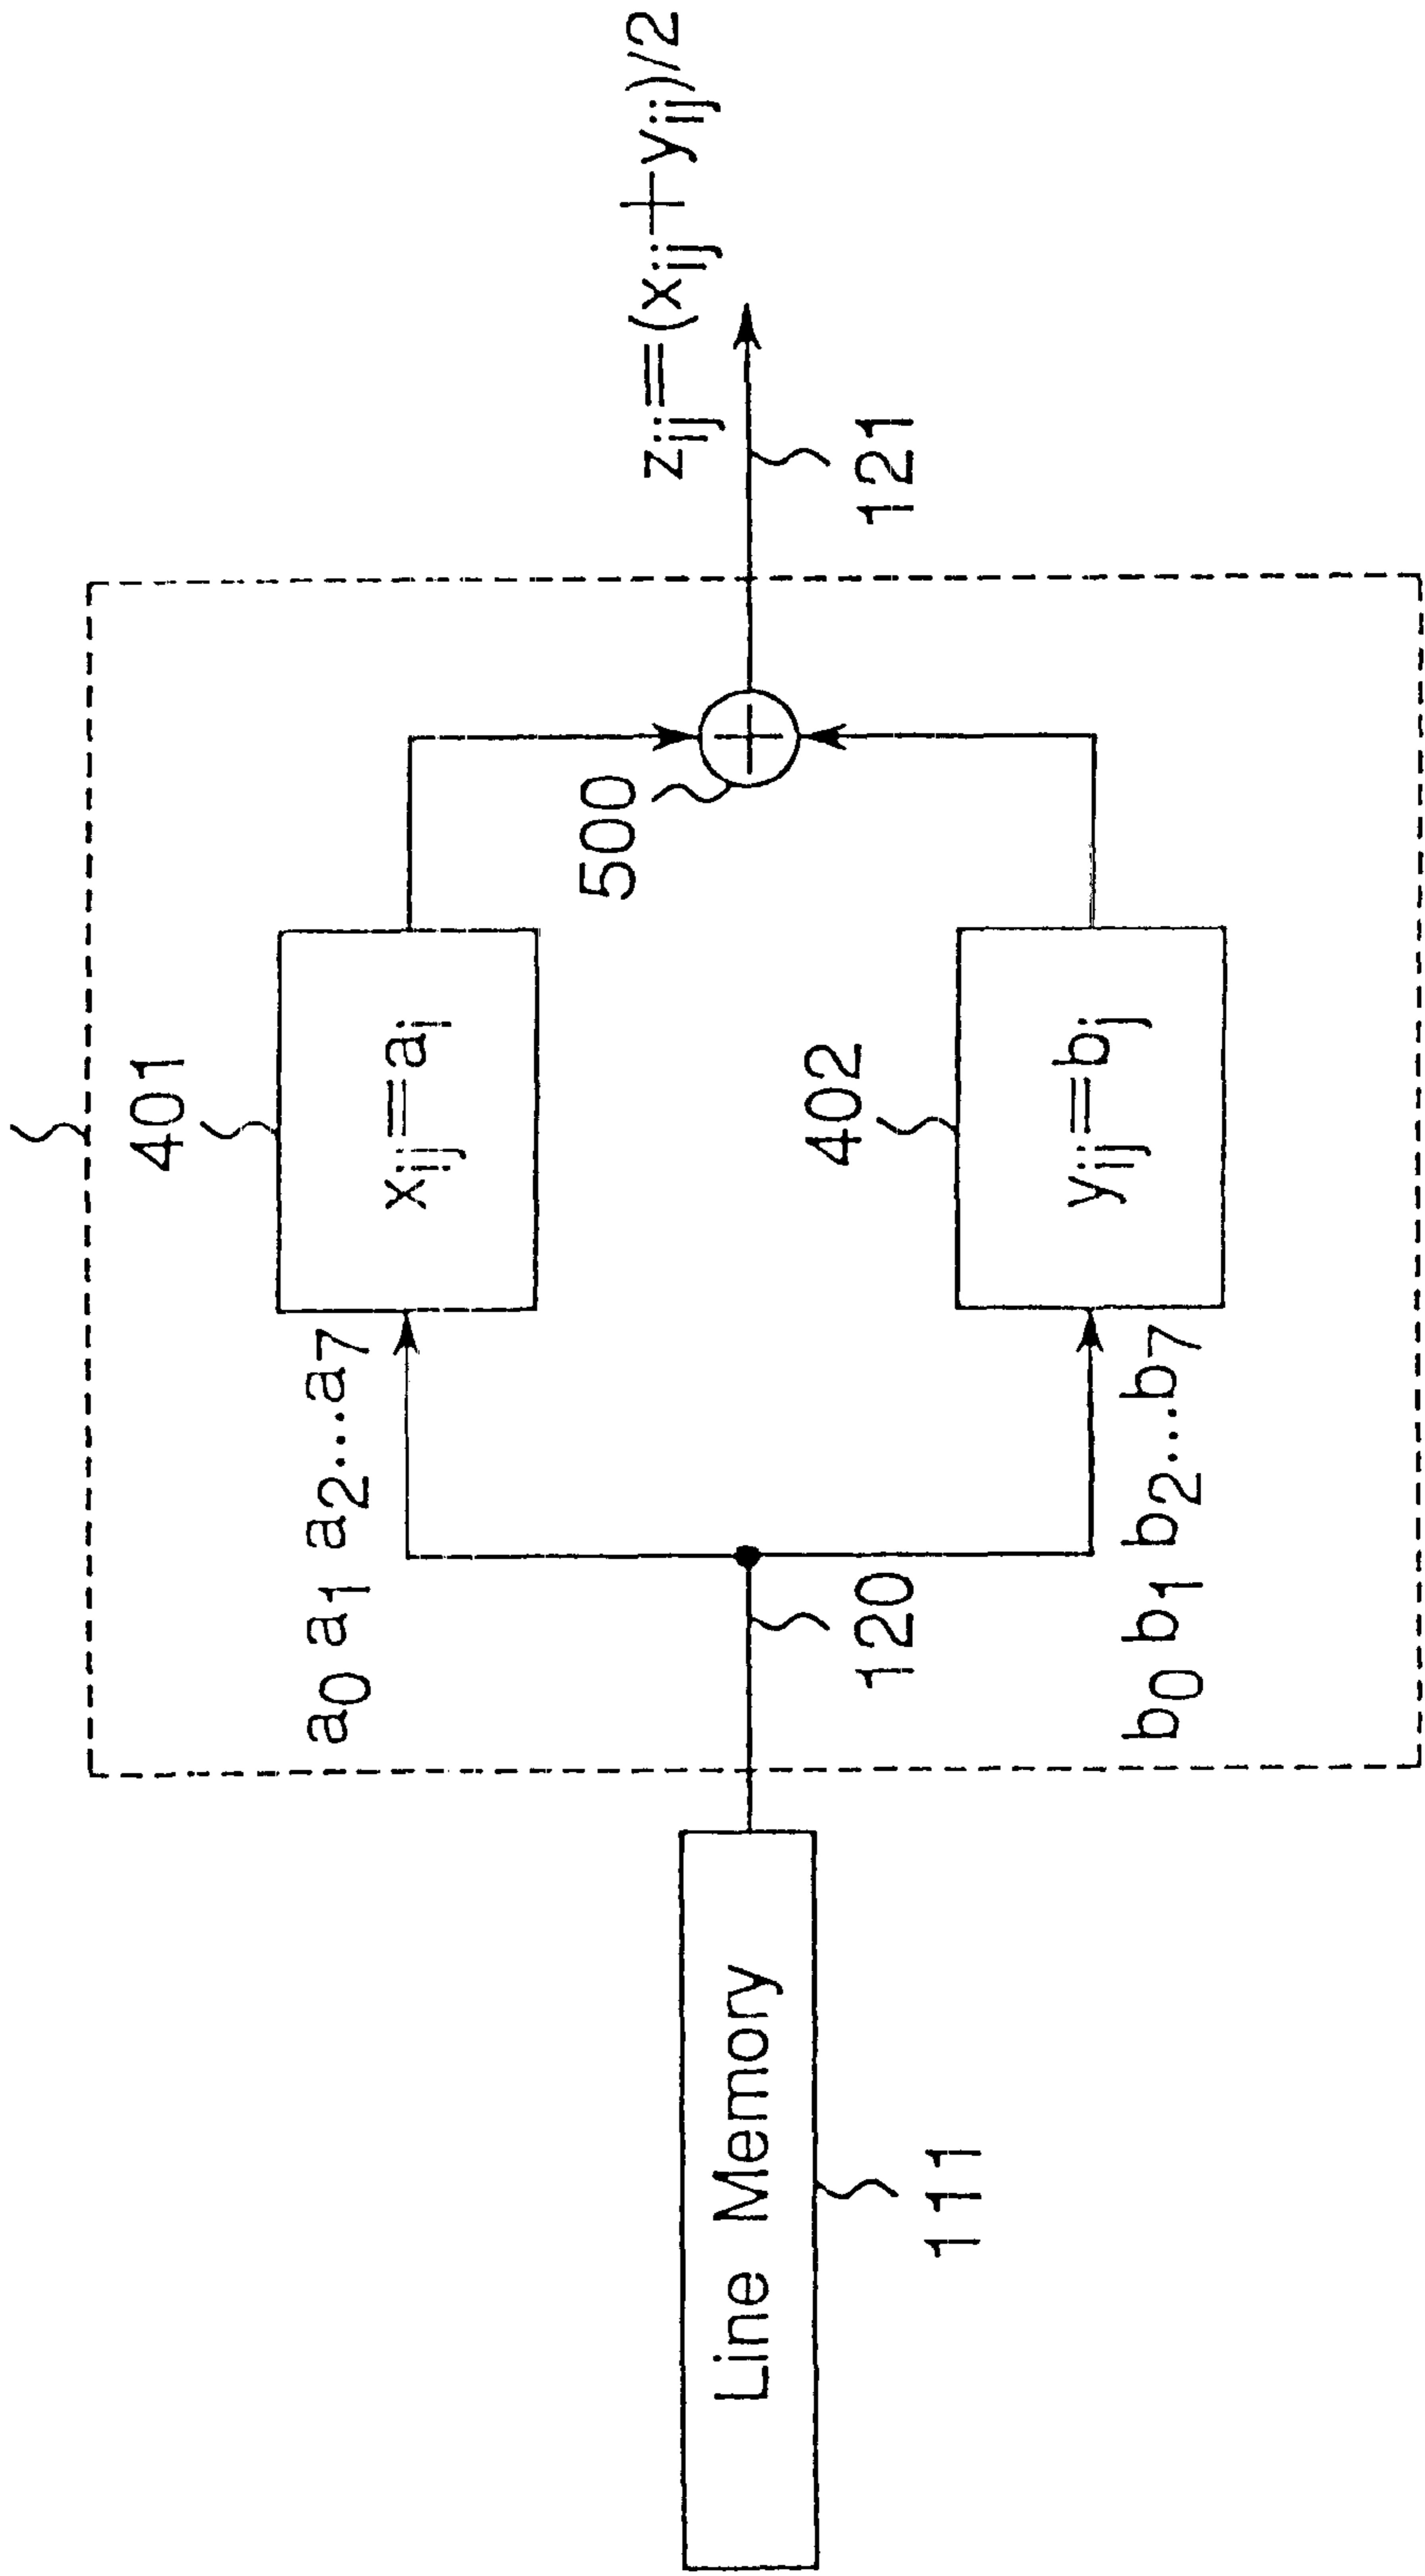 401
a₀ a₁ a₂...a₇
xᵢⱼ=aᵢ
500
zᵢⱼ=(xᵢⱼ+yᵢⱼ)/2
121
Line Memory
111
120
402
yᵢⱼ=bⱼ
b₀ b₁ b₂...b₇